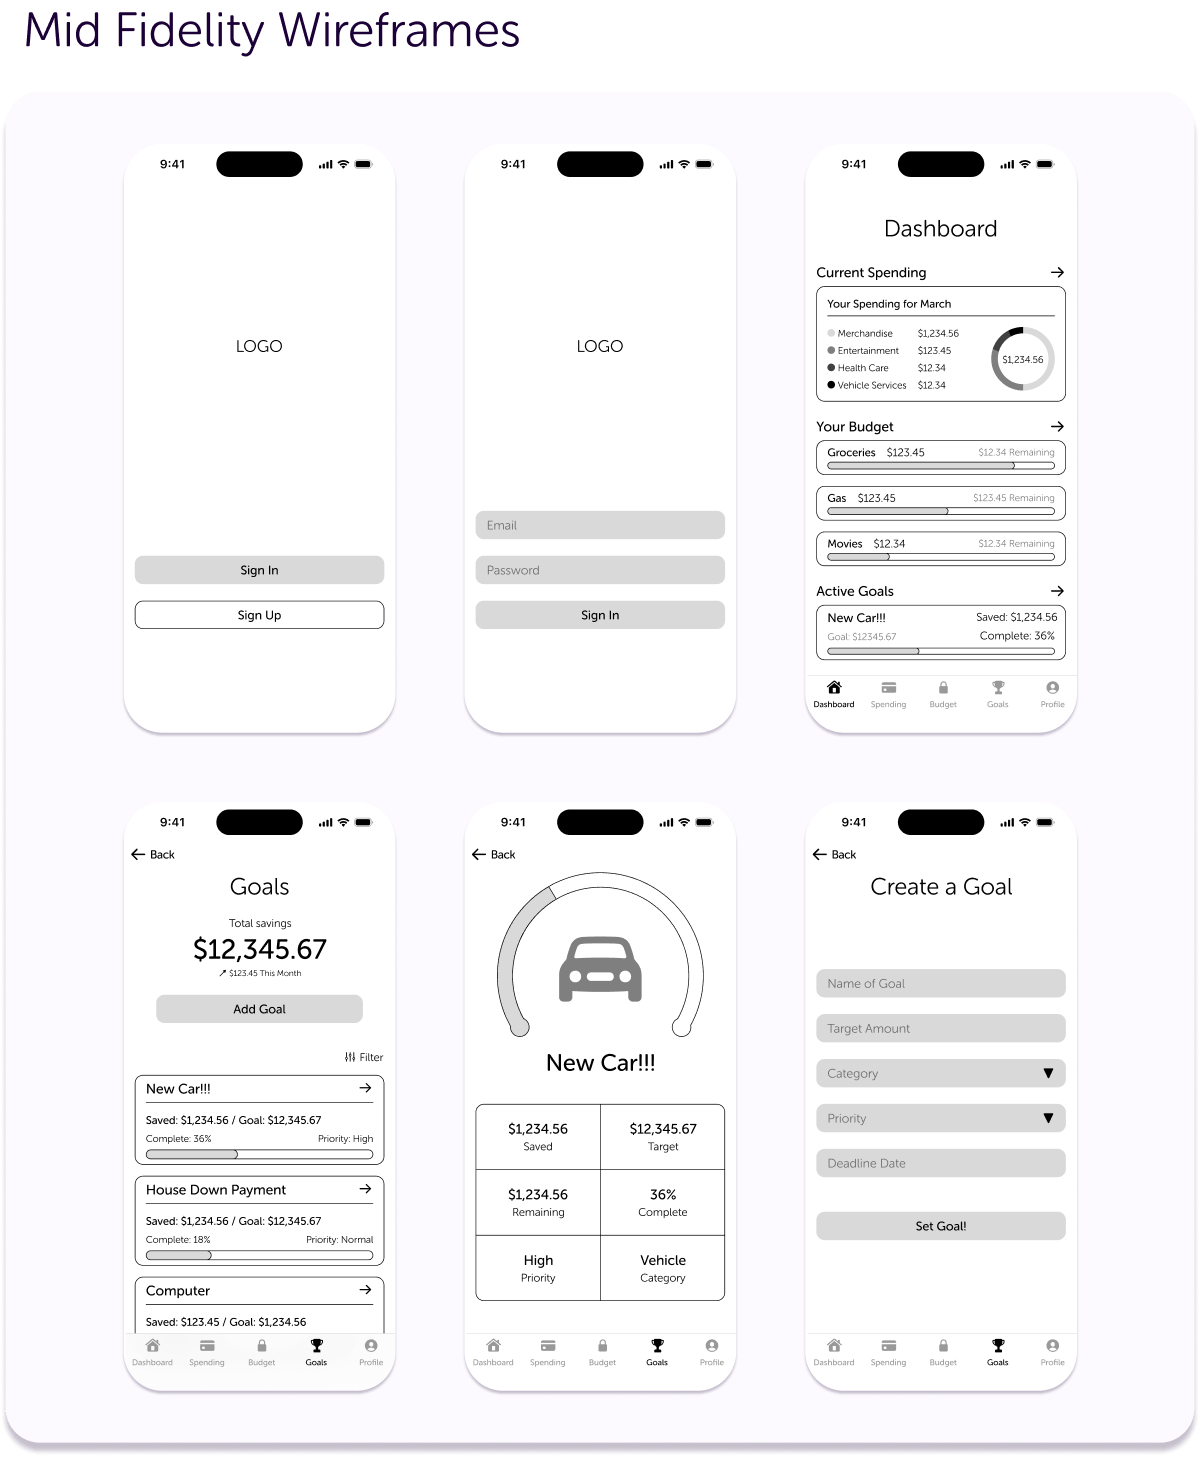 Mid Fidelity Wireframes
9:41
LOGO
Sign In
Sign Up
9:41
LOGO
Email
Password
Sign In
9:41
Dashboard
Current Spending
Your Spending for March
Merchandise $1,234.56
Entertainment $123.45
Health Care $12.34
Vehicle Services $12.34
$1,234.56
Your Budget
Groceries $123.45 $12.34 Remaining
Gas $123.45 $123.45 Remaining
Movies $12.34 $12.34 Remaining
Active Goals
New Car!!! Saved: $1,234.56
Goal: $12345.67 Complete: 36%
Dashboard Spending Budget Goals Profile
9:41
Back
Goals
Total savings
$12,345.67
$123.45 This Month
Add Goal
Filter
New Car!!!
Saved: $1,234.56 / Goal: $12,345.67
Complete: 36% Priority: High
House Down Payment
Saved: $1,234.56 / Goal: $12,345.67
Complete: 18% Priority: Normal
Computer
Saved: $123.45 / Goal: $1,234.56
Dashboard Spending Budget Goals Profile
9:41
Back
New Car!!!
$1,234.56 $12,345.67
Saved Target
$1,234.56 36%
Remaining Complete
High Vehicle
Priority Category
Dashboard Spending Budget Goals Profile
9:41
Back
Create a Goal
Name of Goal
Target Amount
Category
Priority
Deadline Date
Set Goal!
Dashboard Spending Budget Goals Profile